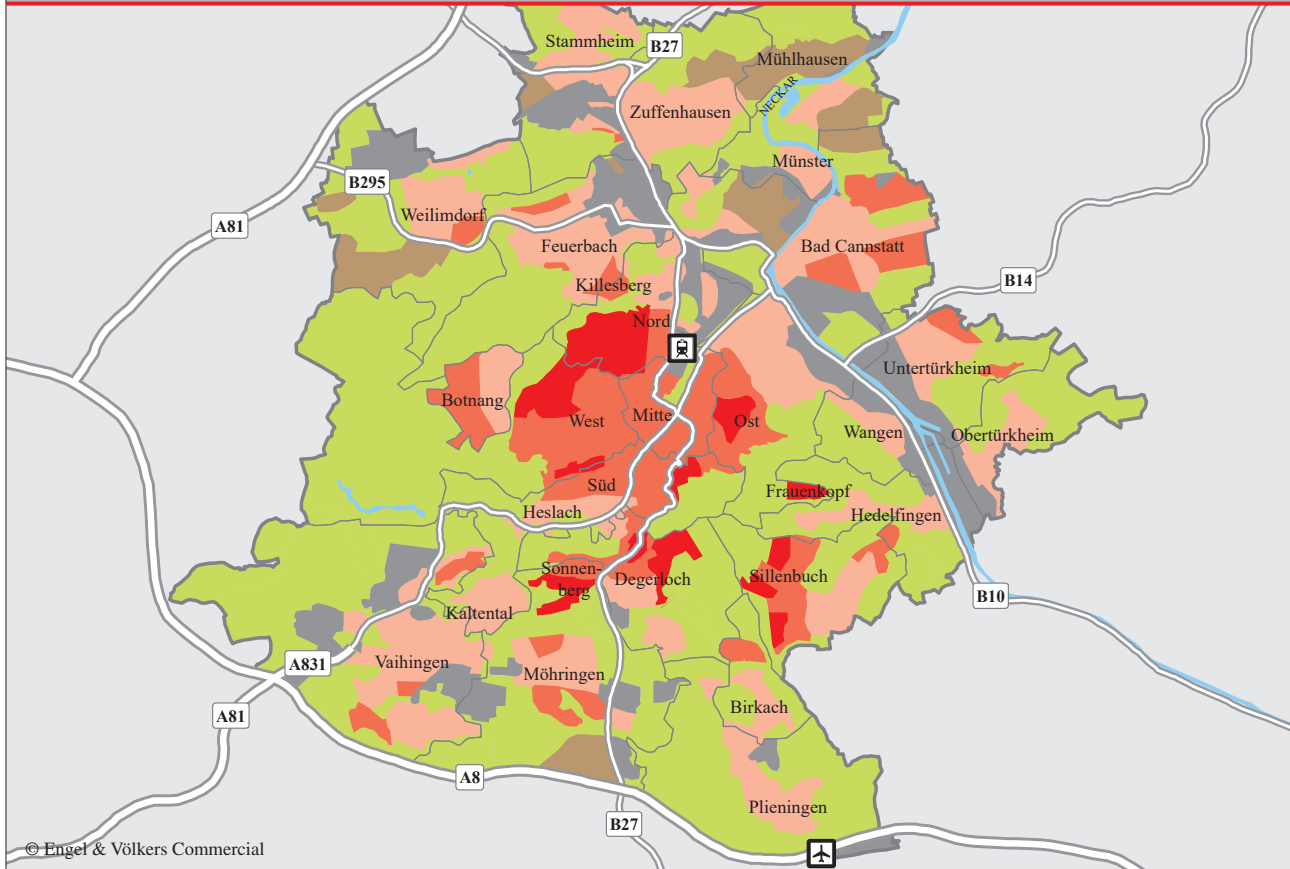 Stammheim
B27
Mühlhausen
NECKAR
Zuffenhausen
Münster
B295
Weilimdorf
A81
Feuerbach
Bad Cannstatt
Killesberg
B14
Nord
Untertürkheim
Botnang
West
Mitte
Ost
Wangen
Obertürkheim
Süd
Frauenkopf
Heslach
Hedelfingen
Sonnen-
berg
Degerloch
Sillenbuch
B10
Kaltental
A831
Vaihingen
Möhringen
Birkach
A81
A8
Plieningen
B27
© Engel & Völkers Commercial